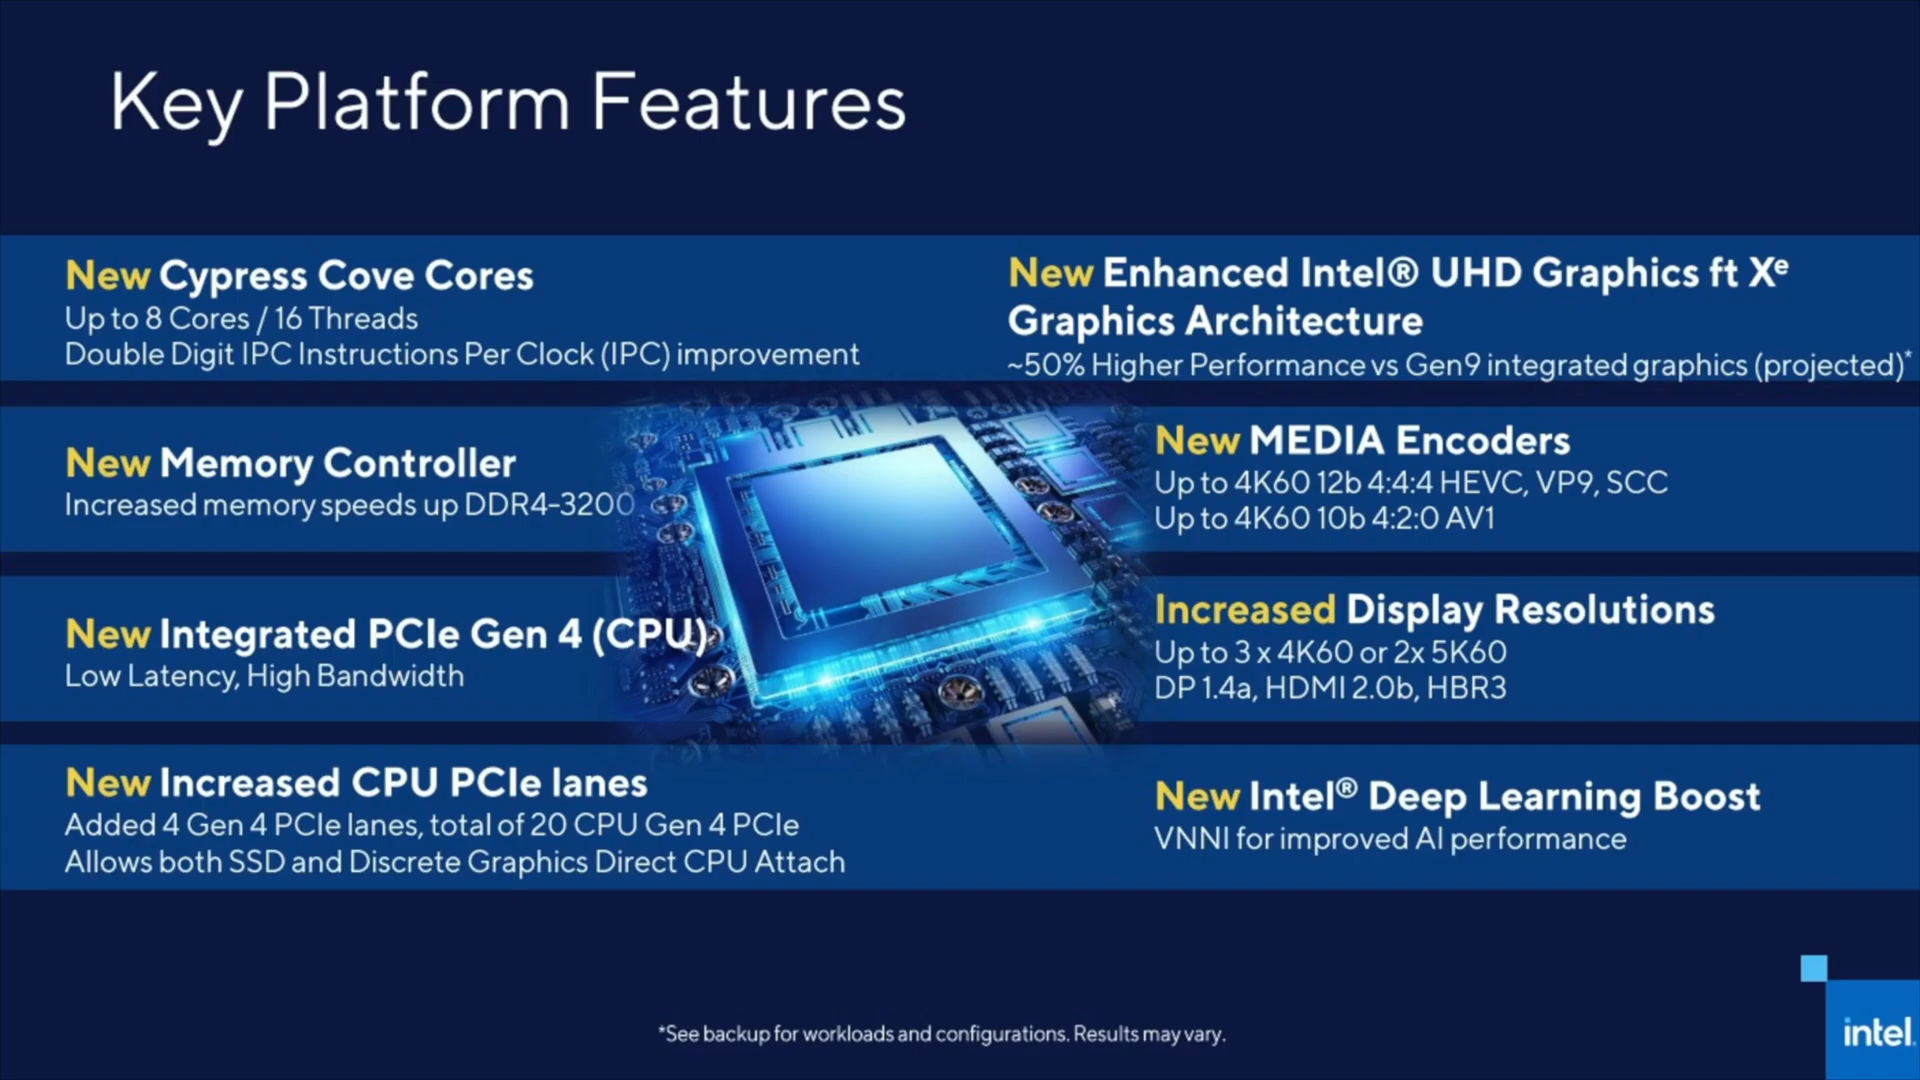 Key Platform Features
New Cypress Cove Cores
Up to 8 Cores / 16 Threads
Double Digit IPC Instructions Per Clock (IPC) improvement
New Memory Controller
Increased memory speeds up DDR4-3200
New Integrated PCIe Gen 4 (CPU)
Low Latency, High Bandwidth
New Increased CPU PCIe lanes
Added 4 Gen 4 PCIe lanes, total of 20 CPU Gen 4 PCIe
Allows both SSD and Discrete Graphics Direct CPU Attach
New Enhanced Intel® UHD Graphics ft Xᵉ
Graphics Architecture
~50% Higher Performance vs Gen9 integrated graphics (projected)*
New MEDIA Encoders
Up to 4K60 12b 4:4:4 HEVC, VP9, SCC
Up to 4K60 10b 4:2:0 AV1
Increased Display Resolutions
Up to 3 x 4K60 or 2x 5K60
DP 1.4a, HDMI 2.0b, HBR3
New Intel® Deep Learning Boost
VNNI for improved AI performance
*See backup for workloads and configurations. Results may vary.
intel.